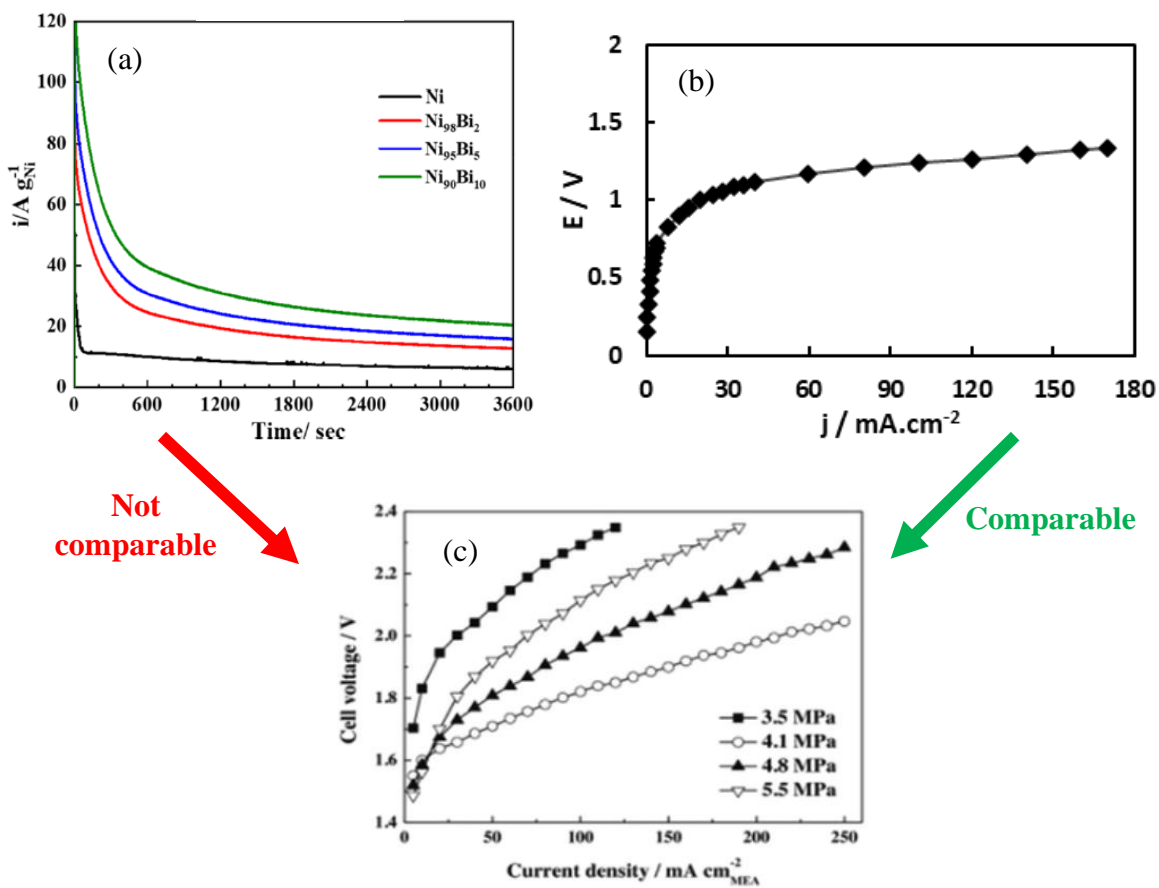 (a)
120
100
80
60
40
20
0
i/A g⁻¹Ni
Ni
Ni98Bi2
Ni95Bi5
Ni90Bi10
0 600 1200 1800 2400 3000 3600
Time/ sec
(b)
2
1.5
1
0.5
0
E / V
0 30 60 90 120 150 180
j / mA.cm⁻²
Not
comparable
Comparable
(c)
2.4
2.2
2.0
1.8
1.6
1.4
Cell voltage / V
3.5 MPa
4.1 MPa
4.8 MPa
5.5 MPa
0 50 100 150 200 250
Current density / mA cm⁻²MEA